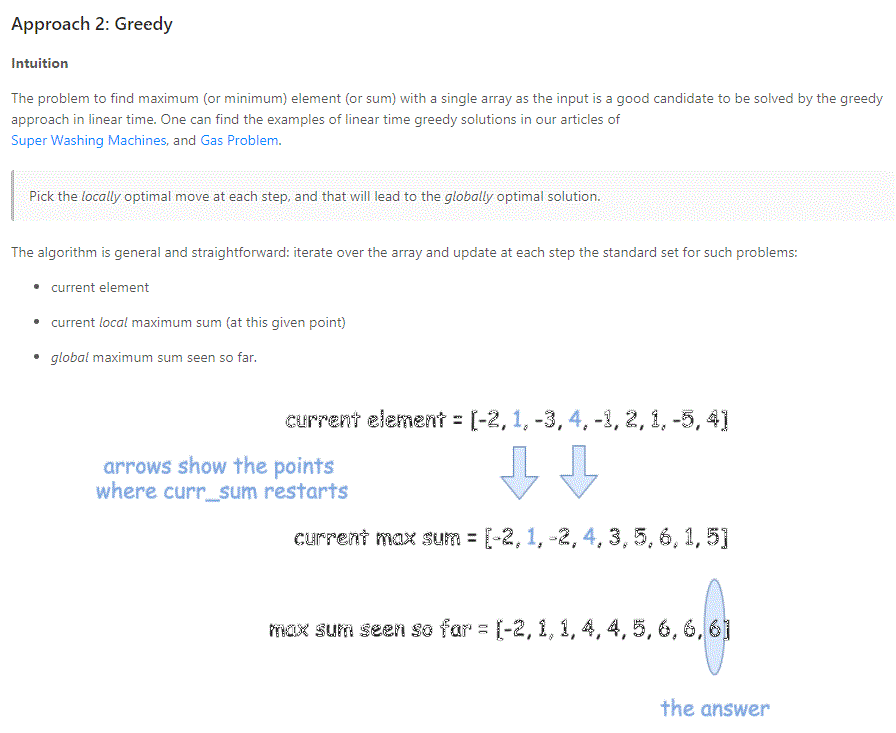 Approach 2: Greedy
Intuition
The problem to find maximum (or minimum) element (or sum) with a single array as the input is a good candidate to be solved by the greedy
approach in linear time. One can find the examples of linear time greedy solutions in our articles of
Super Washing Machines, and Gas Problem.
Pick the locally optimal move at each step, and that will lead to the globally optimal solution.
The algorithm is general and straightforward: iterate over the array and update at each step the standard set for such problems:
• current element
• current local maximum sum (at this given point)
• global maximum sum seen so far.
current element = [-2, 1, -3, 4, -1, 2, 1, -5, 4]
arrows show the points
where curr_sum restarts
current max sum = [-2, 1, -2, 4, 3, 5, 6, 1, 5]
max sum seen so far = [-2, 1, 1, 4, 4, 5, 6, 6, 6]
the answer